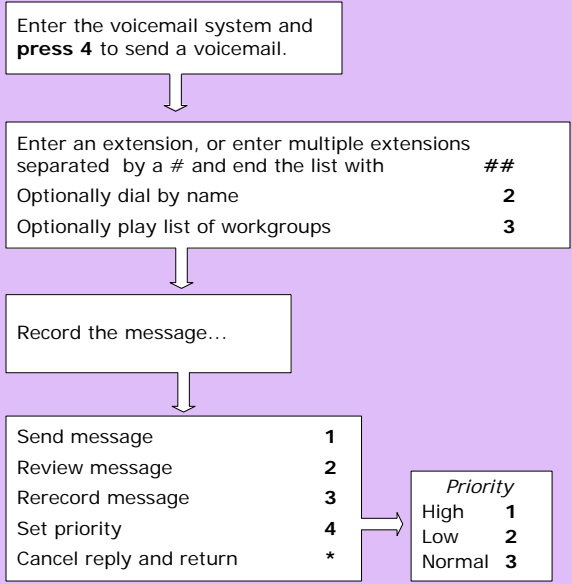 Enter the voicemail system and
press 4 to send a voicemail.
Enter an extension, or enter multiple extensions
separated by a # and end the list with ##
Optionally dial by name 2
Optionally play list of workgroups 3
Record the message...
Send message 1
Review message 2
Rerecord message 3
Set priority 4
Cancel reply and return *
Priority
High 1
Low 2
Normal 3